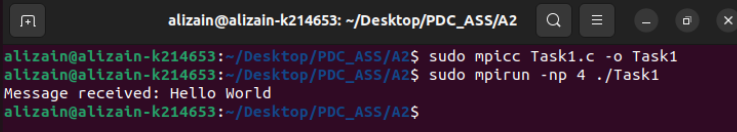 alizain@alizain-k214653: ~/Desktop/PDC_ASS/A2
alizain@alizain-k214653:~/Desktop/PDC_ASS/A2$ sudo mpicc Task1.c -o Task1
alizain@alizain-k214653:~/Desktop/PDC_ASS/A2$ sudo mpirun -np 4 ./Task1
Message received: Hello World
alizain@alizain-k214653:~/Desktop/PDC_ASS/A2$